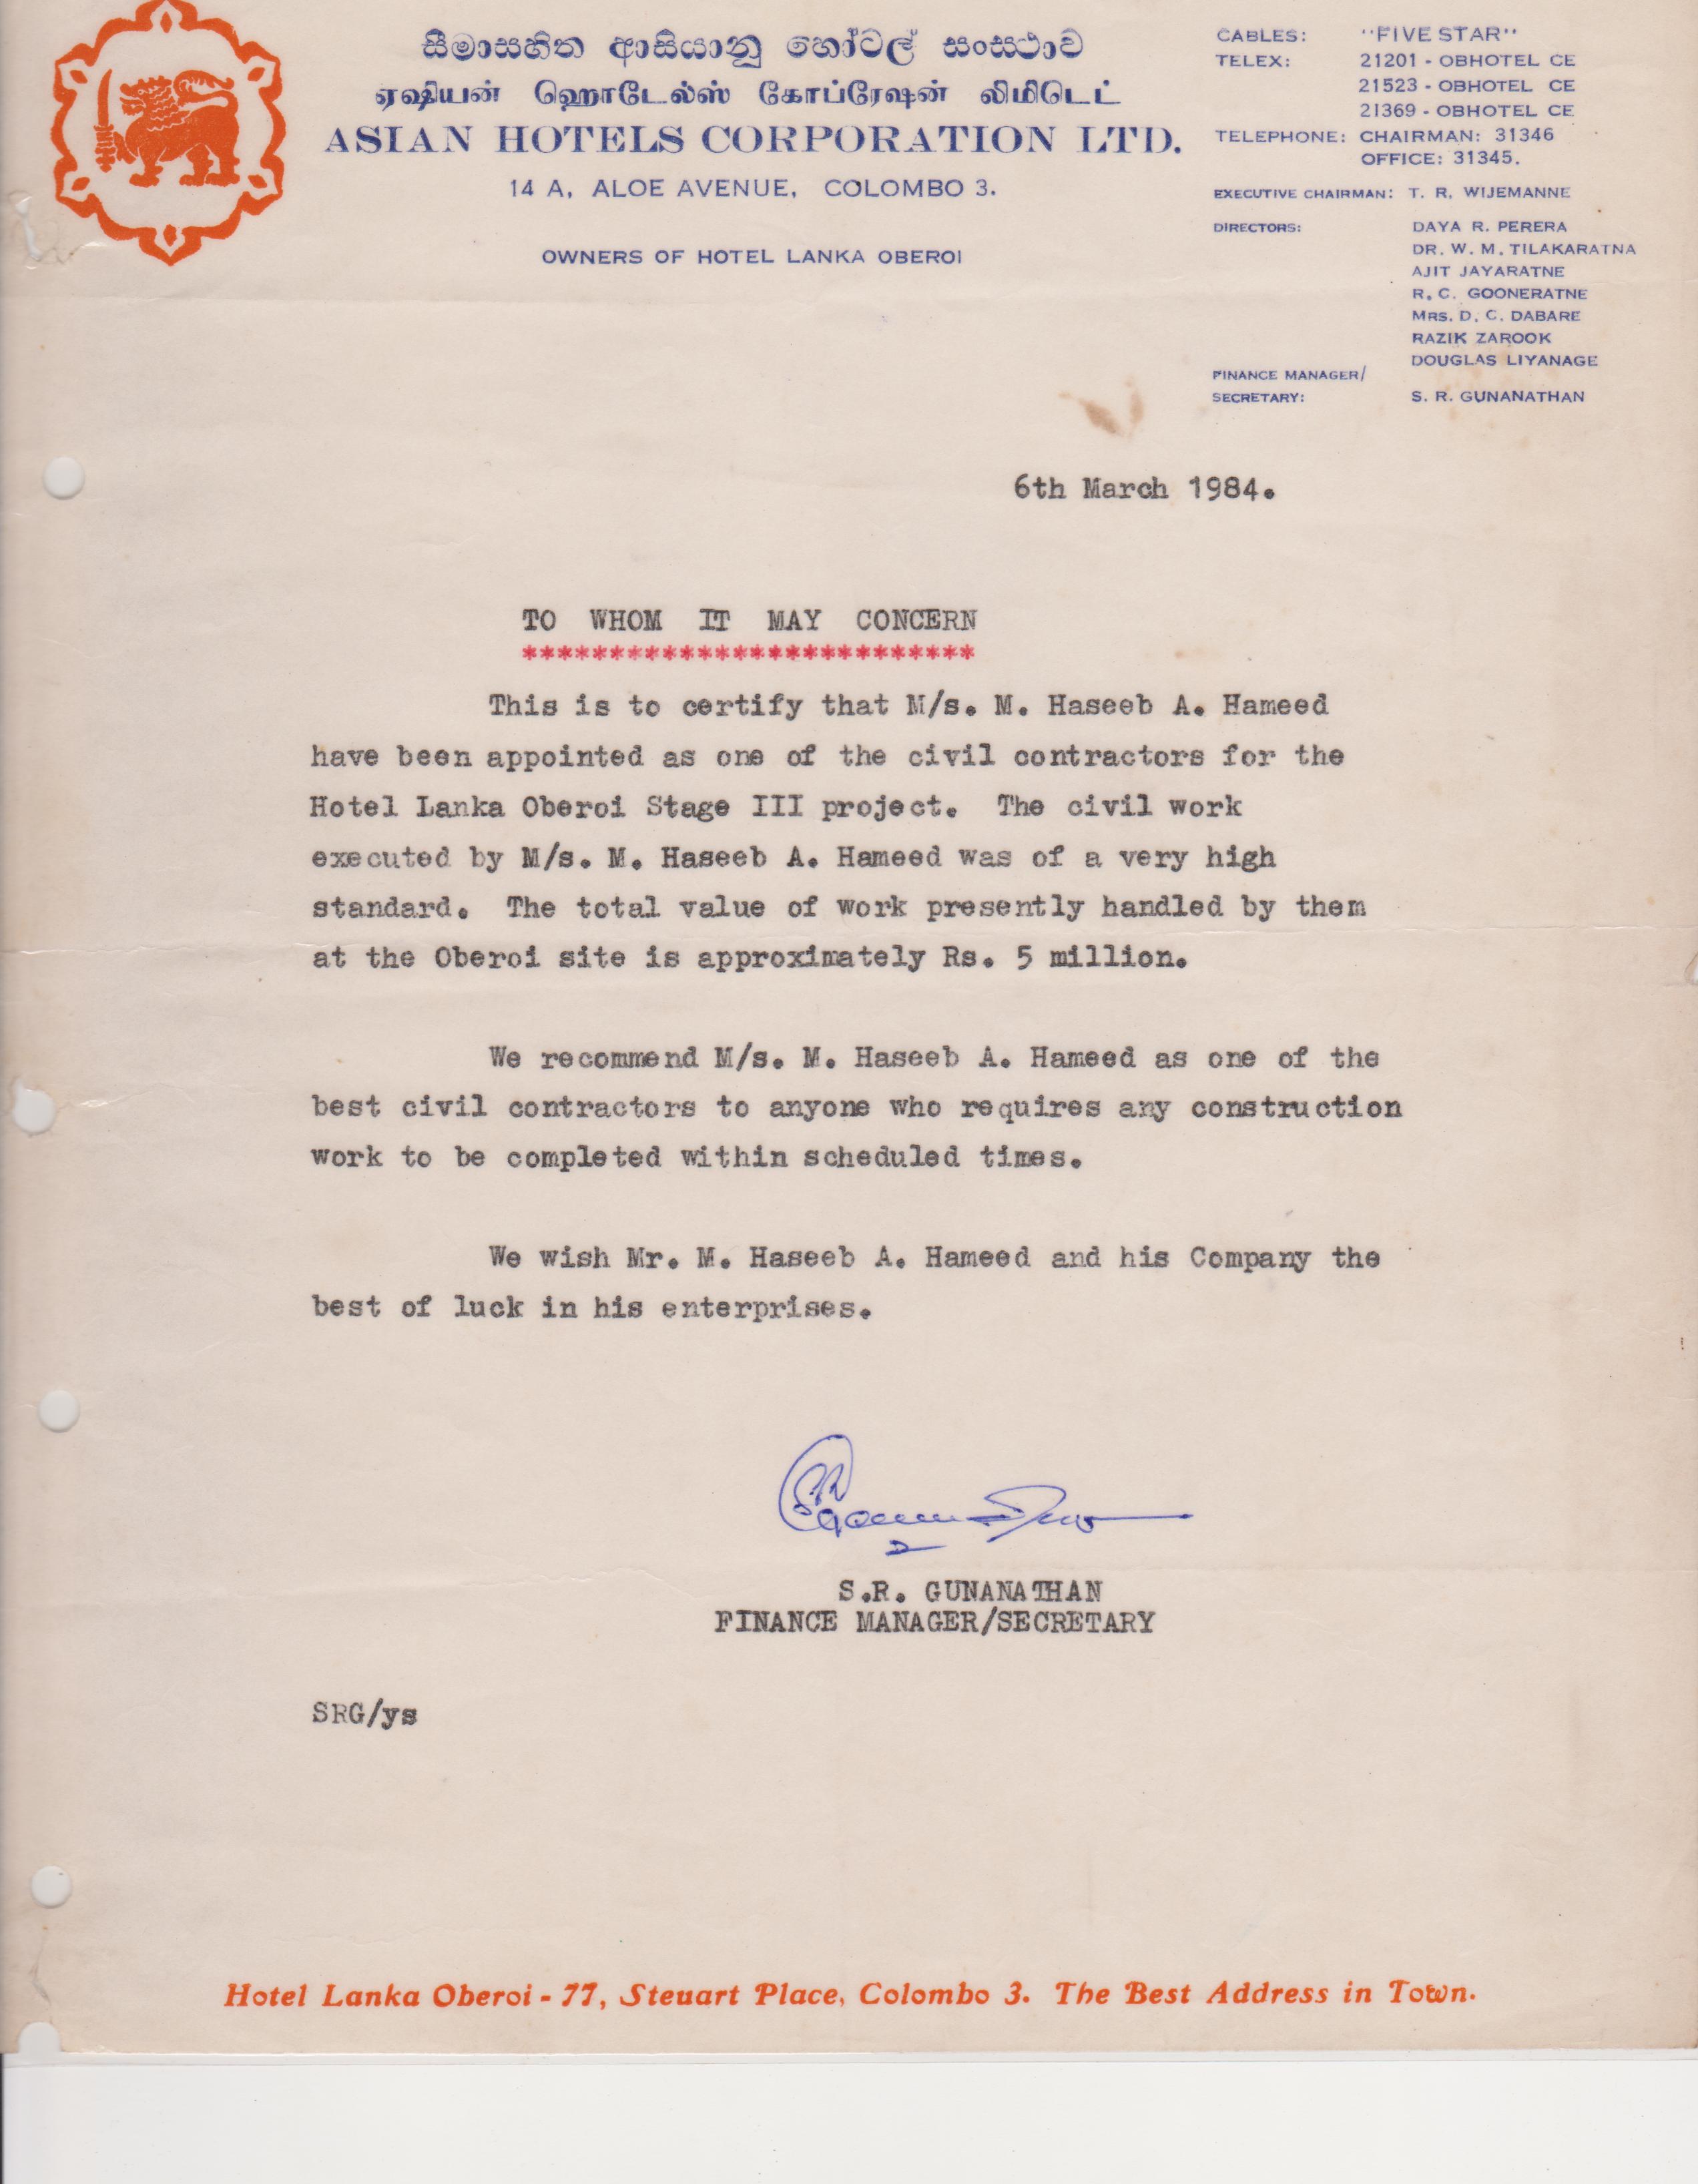 සීමාසහිත ආසියානු හෝටල් සංස්ථාව
ஏஷியன் ஹொடேல்ஸ் கோப்ரேஷன் லிமிடெட்
ASIAN HOTELS CORPORATION LTD.
14 A, ALOE AVENUE, COLOMBO 3.
OWNERS OF HOTEL LANKA OBEROI
CABLES: "FIVE STAR"
TELEX: 21201 - OBHOTEL CE
21523 - OBHOTEL CE
21369 - OBHOTEL CE
TELEPHONE: CHAIRMAN: 31346
OFFICE: 31345.
EXECUTIVE CHAIRMAN: T. R. WIJEMANNE
DIRECTORS: DAYA R. PERERA
DR. W. M. TILAKARATNA
AJIT JAYARATNE
R. C. GOONERATNE
MRS. D. C. DABARE
RAZIK ZAROOK
DOUGLAS LIYANAGE
FINANCE MANAGER/
SECRETARY: S. R. GUNANATHAN
6th March 1984.
TO WHOM IT MAY CONCERN
**************************
This is to certify that M/s. M. Haseeb A. Hameed
have been appointed as one of the civil contractors for the
Hotel Lanka Oberoi Stage III project. The civil work
executed by M/s. M. Haseeb A. Hameed was of a very high
standard. The total value of work presently handled by them
at the Oberoi site is approximately Rs. 5 million.
We recommend M/s. M. Haseeb A. Hameed as one of the
best civil contractors to anyone who requires any construction
work to be completed within scheduled times.
We wish Mr. M. Haseeb A. Hameed and his Company the
best of luck in his enterprises.
S.R. GUNANATHAN
FINANCE MANAGER/SECRETARY
SRG/ys
Hotel Lanka Oberoi - 77, Steuart Place, Colombo 3. The Best Address in Town.